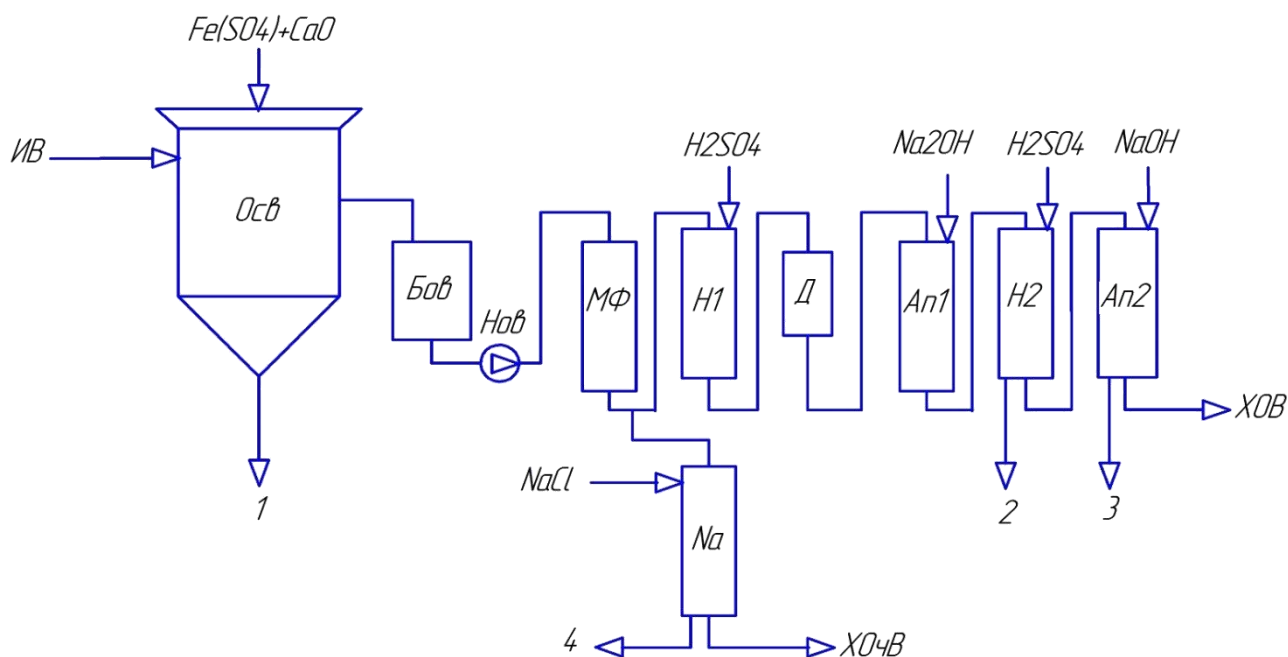 Fe(SO4)+CaO
ИВ
Осв
H2SO4
Na2OH
H2SO4
NaOH
Бов
Нов
МФ
Н1
Д
Ап1
Н2
Ап2
ХОВ
1
NaCl
2
3
Na
4
ХОчВ